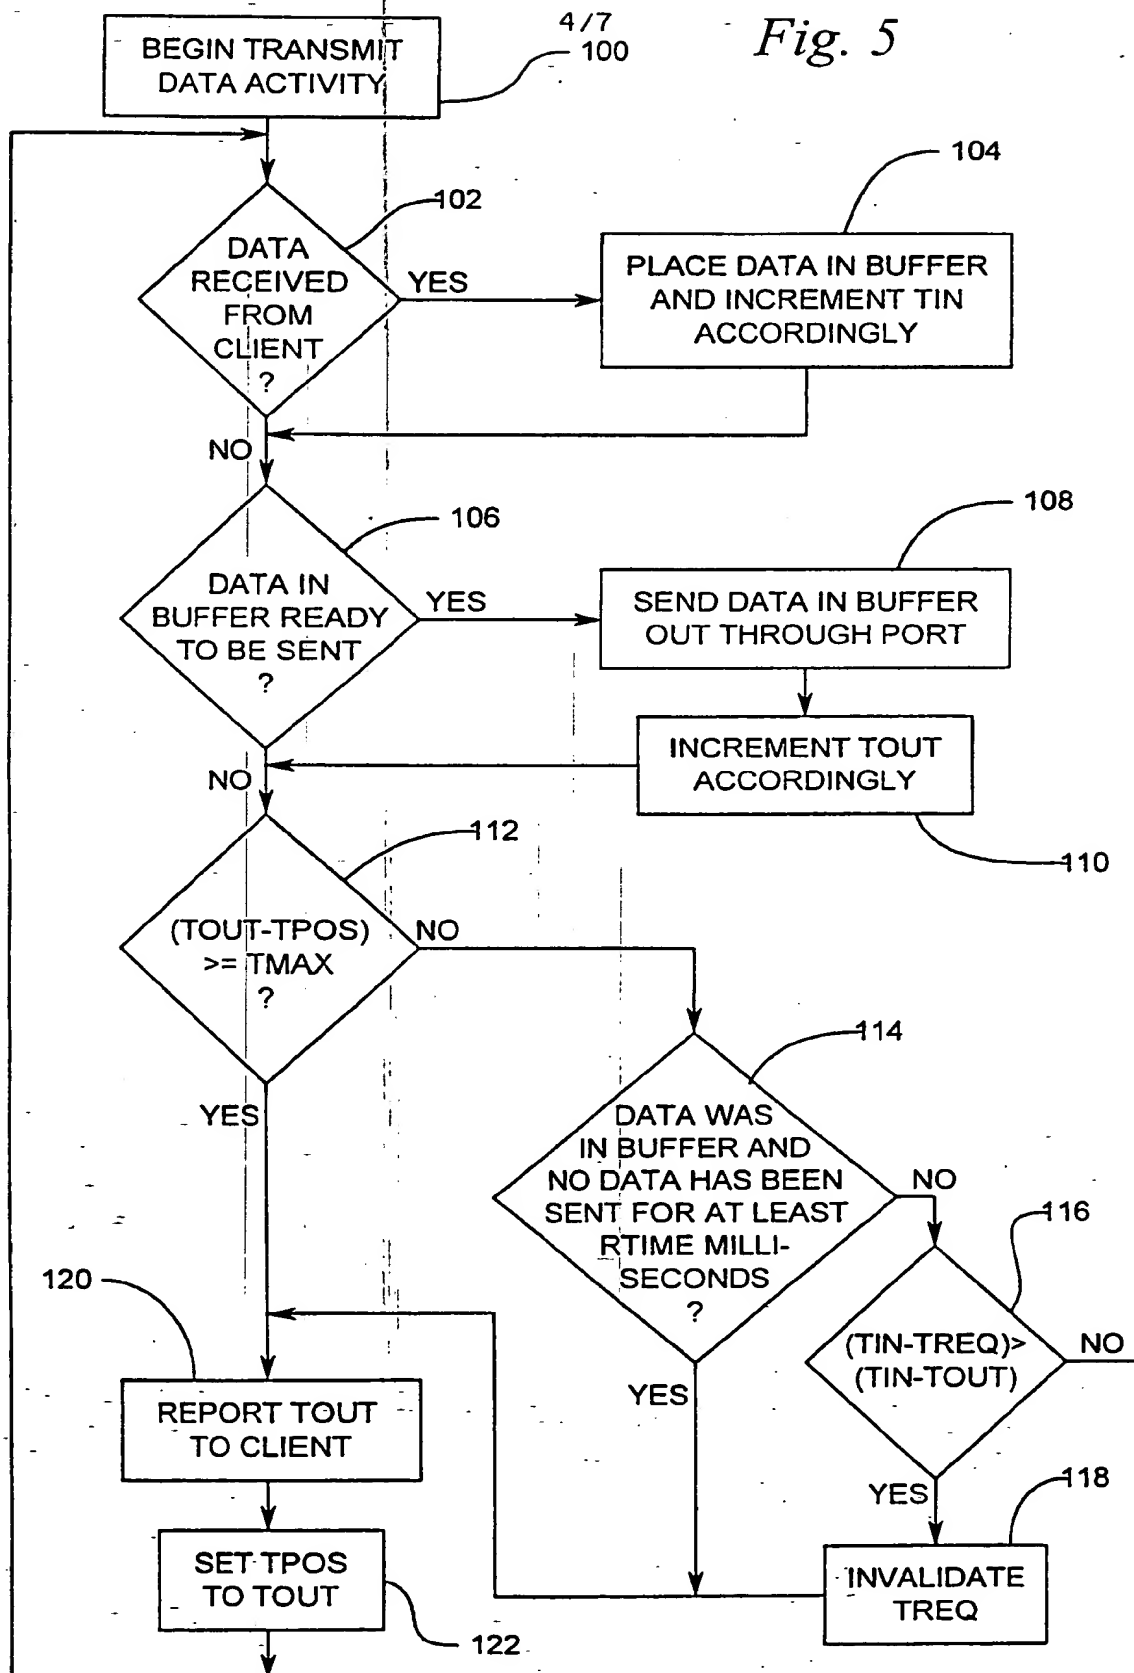 4/7
Fig. 5
BEGIN TRANSMIT
DATA ACTIVITY
100
102
DATA
RECEIVED
FROM
CLIENT
?
YES
NO
104
PLACE DATA IN BUFFER
AND INCREMENT TIN
ACCORDINGLY
106
DATA IN
BUFFER READY
TO BE SENT
?
YES
NO
108
SEND DATA IN BUFFER
OUT THROUGH PORT
INCREMENT TOUT
ACCORDINGLY
110
112
(TOUT-TPOS)
>= TMAX
?
NO
YES
114
DATA WAS
IN BUFFER AND
NO DATA HAS BEEN
SENT FOR AT LEAST
RTIME MILLI-
SECONDS
?
NO
YES
116
(TIN-TREQ)>
(TIN-TOUT)
NO
YES
118
INVALIDATE
TREQ
120
REPORT TOUT
TO CLIENT
SET TPOS
TO TOUT
122